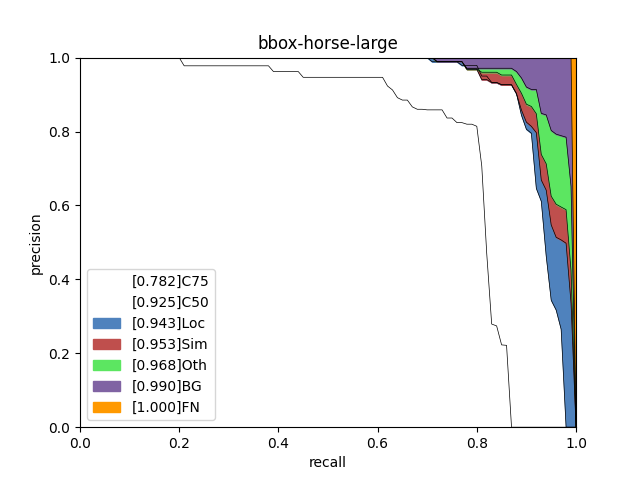 bbox-horse-large
1.0
0.8
0.6
0.4
0.2
0.0
precision
[0.782]C75
[0.925]C50
[0.943]Loc
[0.953]Sim
[0.968]Oth
[0.990]BG
[1.000]FN
0.0 0.2 0.4 0.6 0.8 1.0
recall